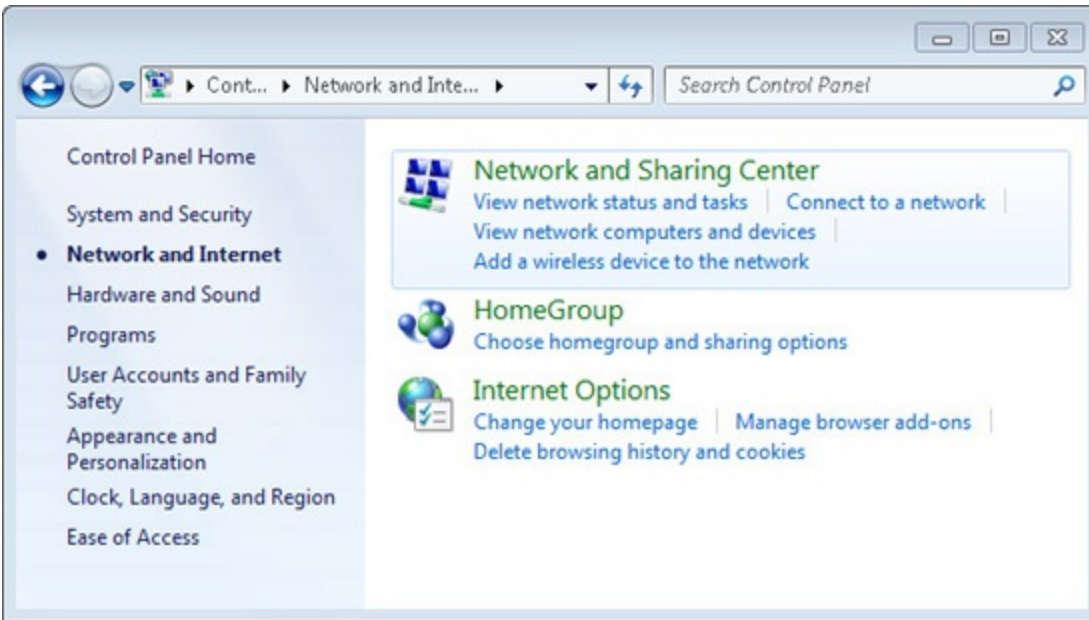 Cont... Network and Inte... Search Control Panel
Control Panel Home
System and Security
Network and Internet
Hardware and Sound
Programs
User Accounts and Family
Safety
Appearance and
Personalization
Clock, Language, and Region
Ease of Access
Network and Sharing Center
View network status and tasks Connect to a network
View network computers and devices
Add a wireless device to the network
HomeGroup
Choose homegroup and sharing options
Internet Options
Change your homepage Manage browser add-ons
Delete browsing history and cookies